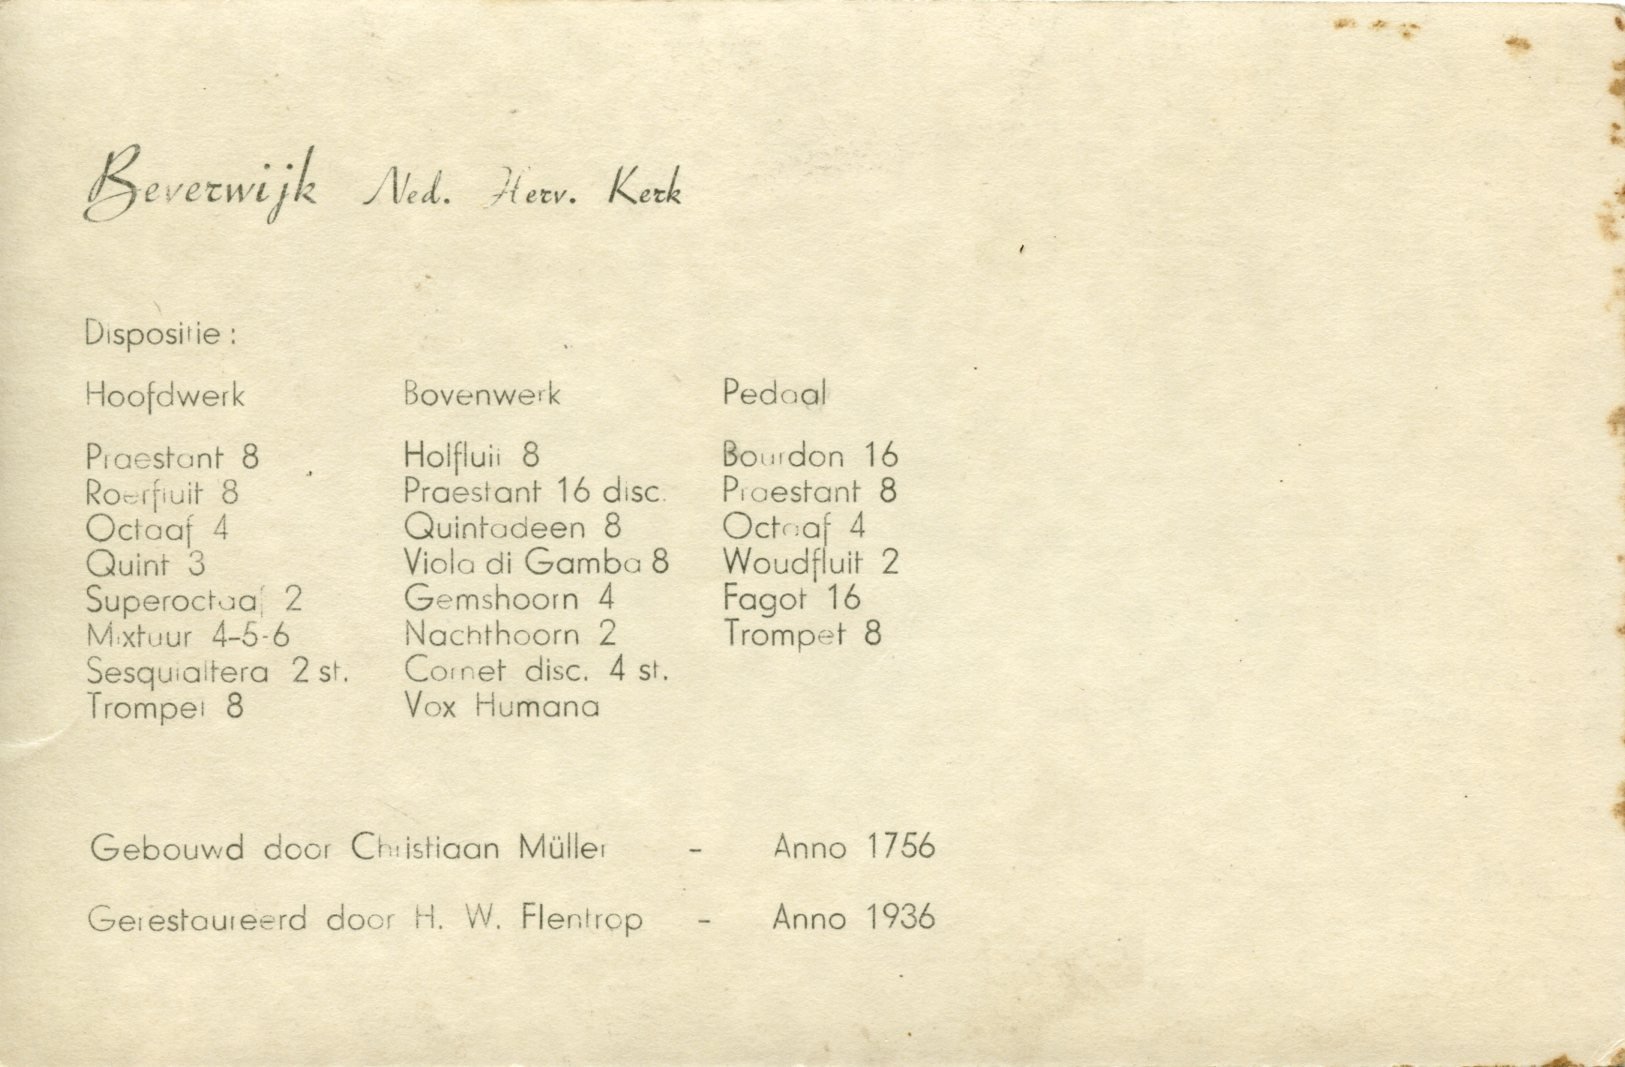 Beverwijk Ned. Herv. Kerk
Dispositie :
Hoofdwerk Bovenwerk Pedaal
Praestant 8 Holfluit 8 Bourdon 16
Roerfluit 8 Praestant 16 disc. Praestant 8
Octaaf 4 Quintadeen 8 Octaaf 4
Quint 3 Viola di Gamba 8 Woudfluit 2
Superoctaaf 2 Gemshoorn 4 Fagot 16
Mixtuur 4-5-6 Nachthoorn 2 Trompet 8
Sesquialtera 2 st. Cornet disc. 4 st.
Trompet 8 Vox Humana
Gebouwd door Christiaan Müller - Anno 1756
Gerestaureerd door H. W. Flentrop - Anno 1936